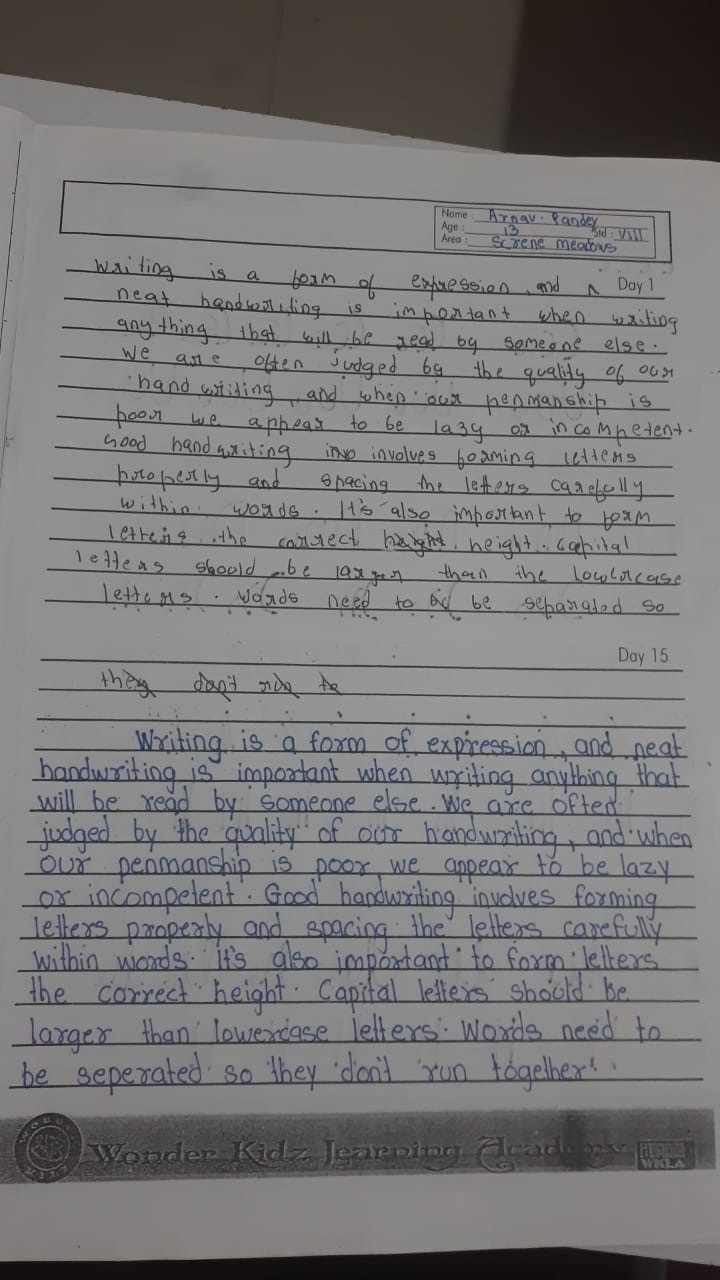 Name : Arnav. Pandey
Age : 13 Std : VIII
Area : Serene meadows
Writing is a form of expression, and Day 1
neat handwriting is important when writing
anything that will be read by someone else.
We are often judged by the quality of our
handwriting, and when our penmanship is
poor we appear to be lazy or incompetent.
Good handwriting involves forming letters
properly and spacing the letters carefully
within words. It's also important to form
letters the correct height. height. Capital
letters should be larger than the lowercase
letters. Words need to be separated so
Day 15
they don't
Writing is a form of expression, and neat
handwriting is important when writing anything that
will be read by someone else. We are often
judged by the quality of our handwriting, and when
our penmanship is poor we appear to be lazy
or incompetent. Good handwriting involves forming
letters properly and spacing the letters carefully
within words. It's also important to form letters
the correct height. Capital letters should be
larger than lowercase letters. Words need to
be seperated so they don't run together.
Wonder Kidz Learning Academy
WKLA